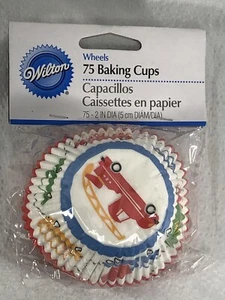 Wilton
Wheels
75 Baking Cups
Capacillos
Caissettes en papier
75 - 2 IN DIA (5 cm DIAM/DIA)